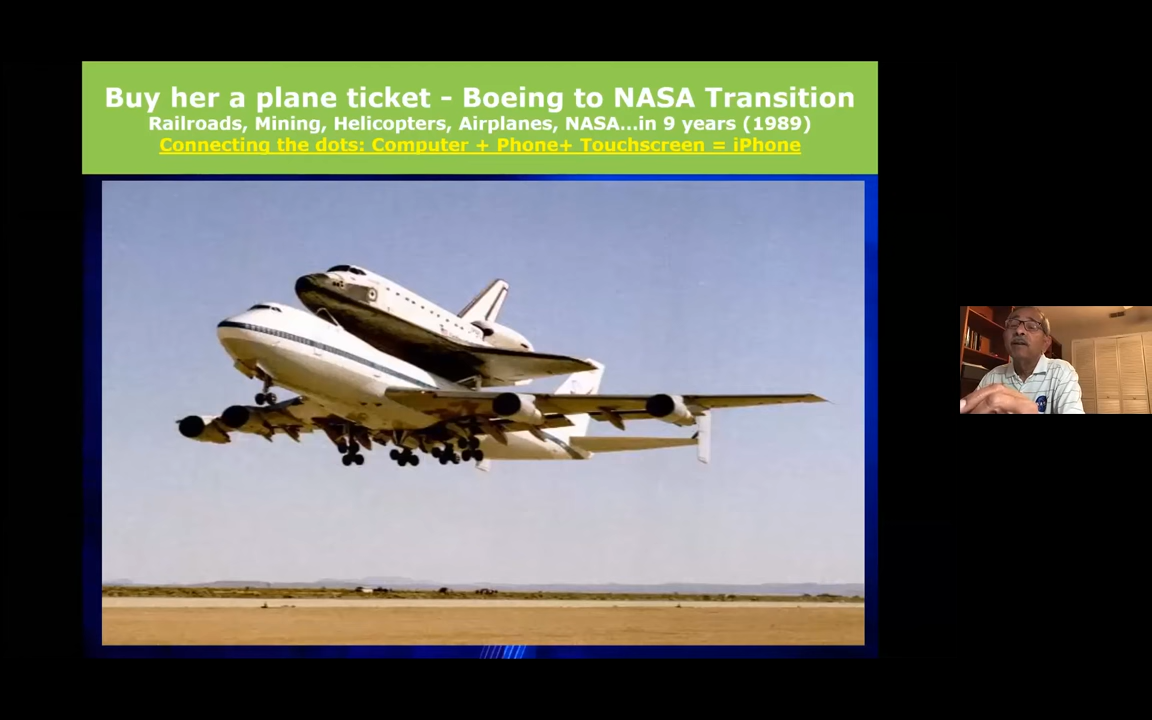 Buy her a plane ticket - Boeing to NASA Transition
Railroads, Mining, Helicopters, Airplanes, NASA...in 9 years (1989)
Connecting the dots: Computer + Phone+ Touchscreen = iPhone